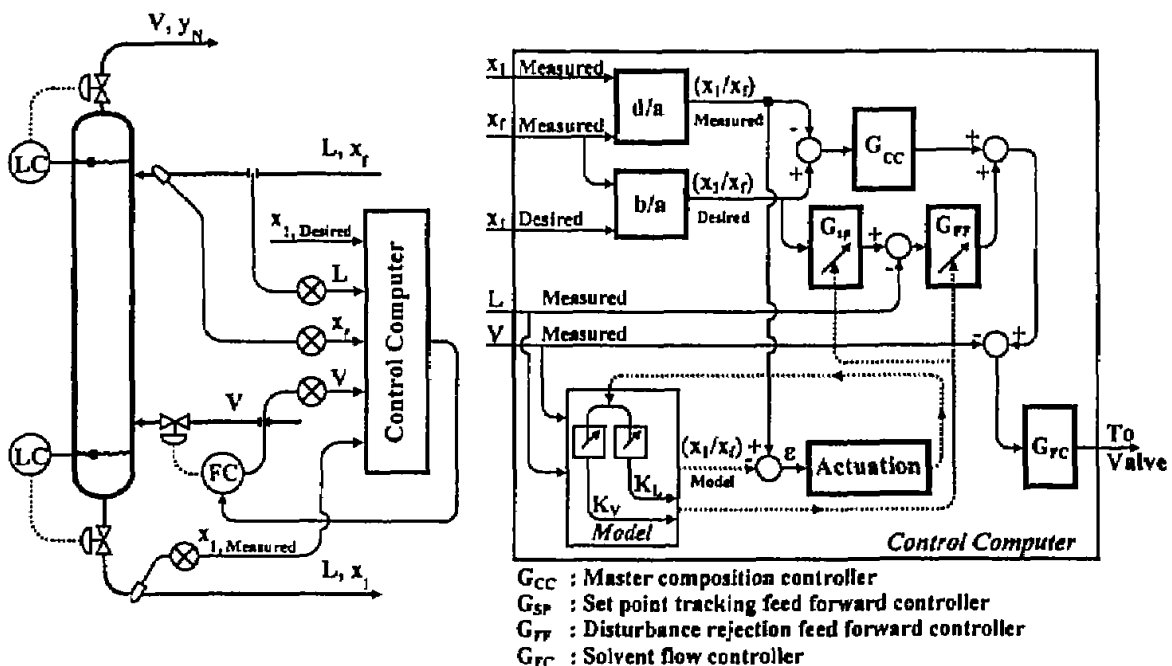 V, y_N
LC
L, x_f
x_1, Desired
L
x_f
V
V
Control Computer
LC
FC
x_1, Measured
L, x_1
x_1 Measured
x_f Measured
x_1 Desired
d/a
b/a
(x_1/x_f)
Measured
(x_1/x_f)
Desired
-
+
G_CC
+
+
G_SP
+
-
G_FF
L Measured
V Measured
-
+
K_L
K_V
Model
(x_1/x_f)
Model
+
-
ε
Actuation
G_FC
To
Valve
Control Computer
G_CC : Master composition controller
G_SP : Set point tracking feed forward controller
G_FF : Disturbance rejection feed forward controller
G_FC : Solvent flow controller